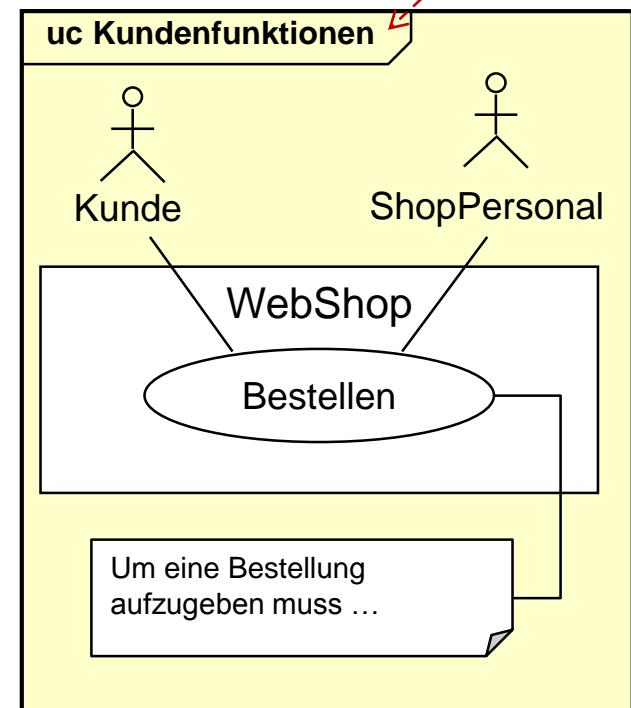 uc Kundenfunktionen
Kunde
ShopPersonal
WebShop
Bestellen
Um eine Bestellung
aufzugeben muss …